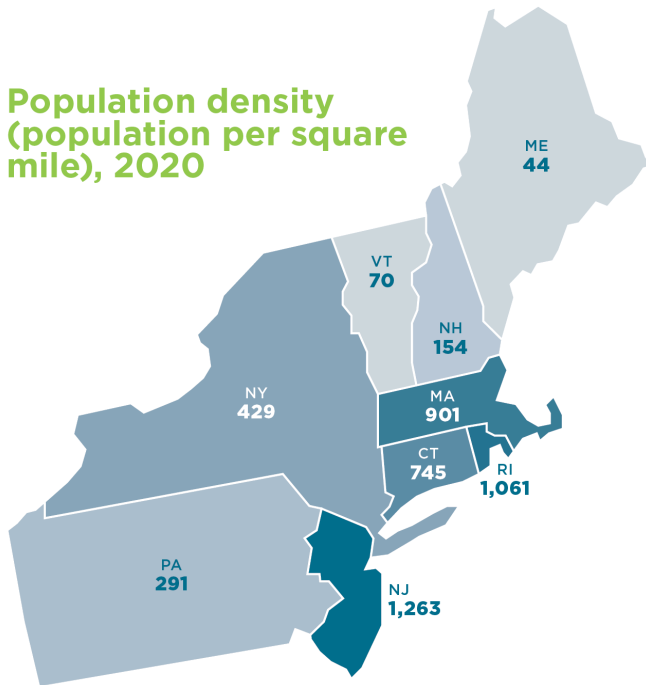 Population density
(population per square
mile), 2020
ME
44
VT
70
NH
154
NY
429
MA
901
CT
745
RI
1,061
PA
291
NJ
1,263